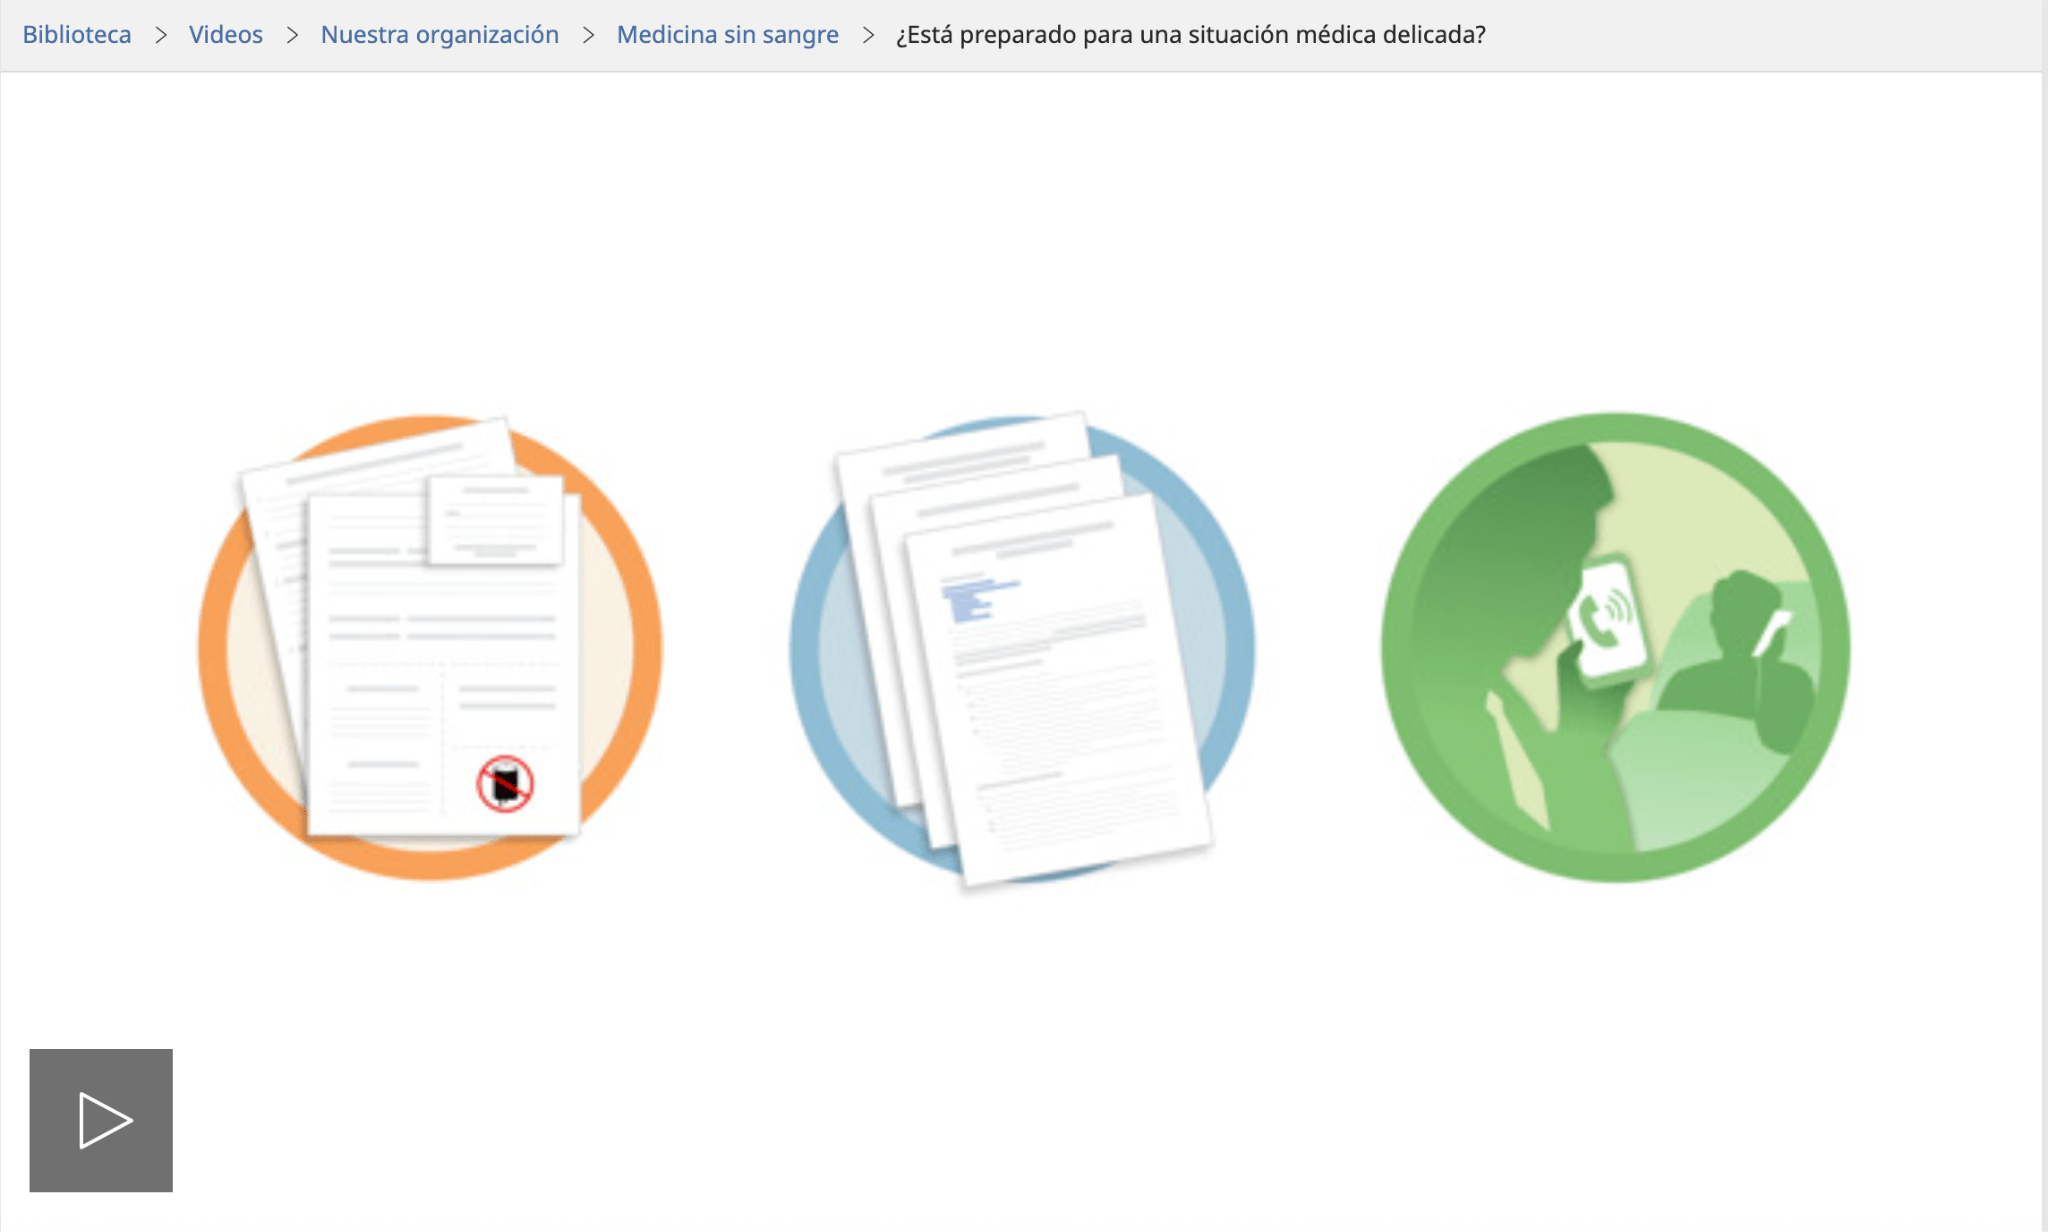 Biblioteca > Videos > Nuestra organización > Medicina sin sangre > ¿Está preparado para una situación médica delicada?